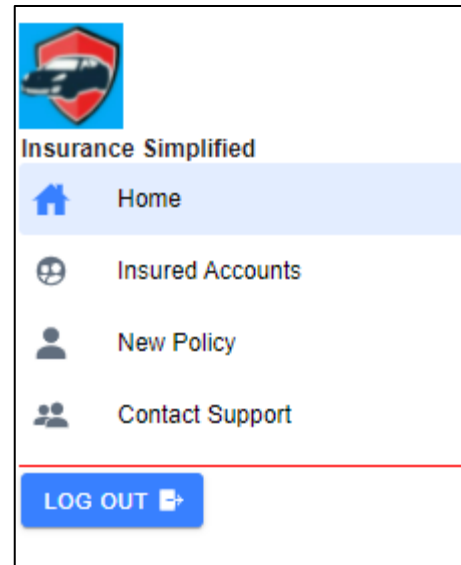 Insurance Simplified
Home
Insured Accounts
New Policy
Contact Support
LOG OUT